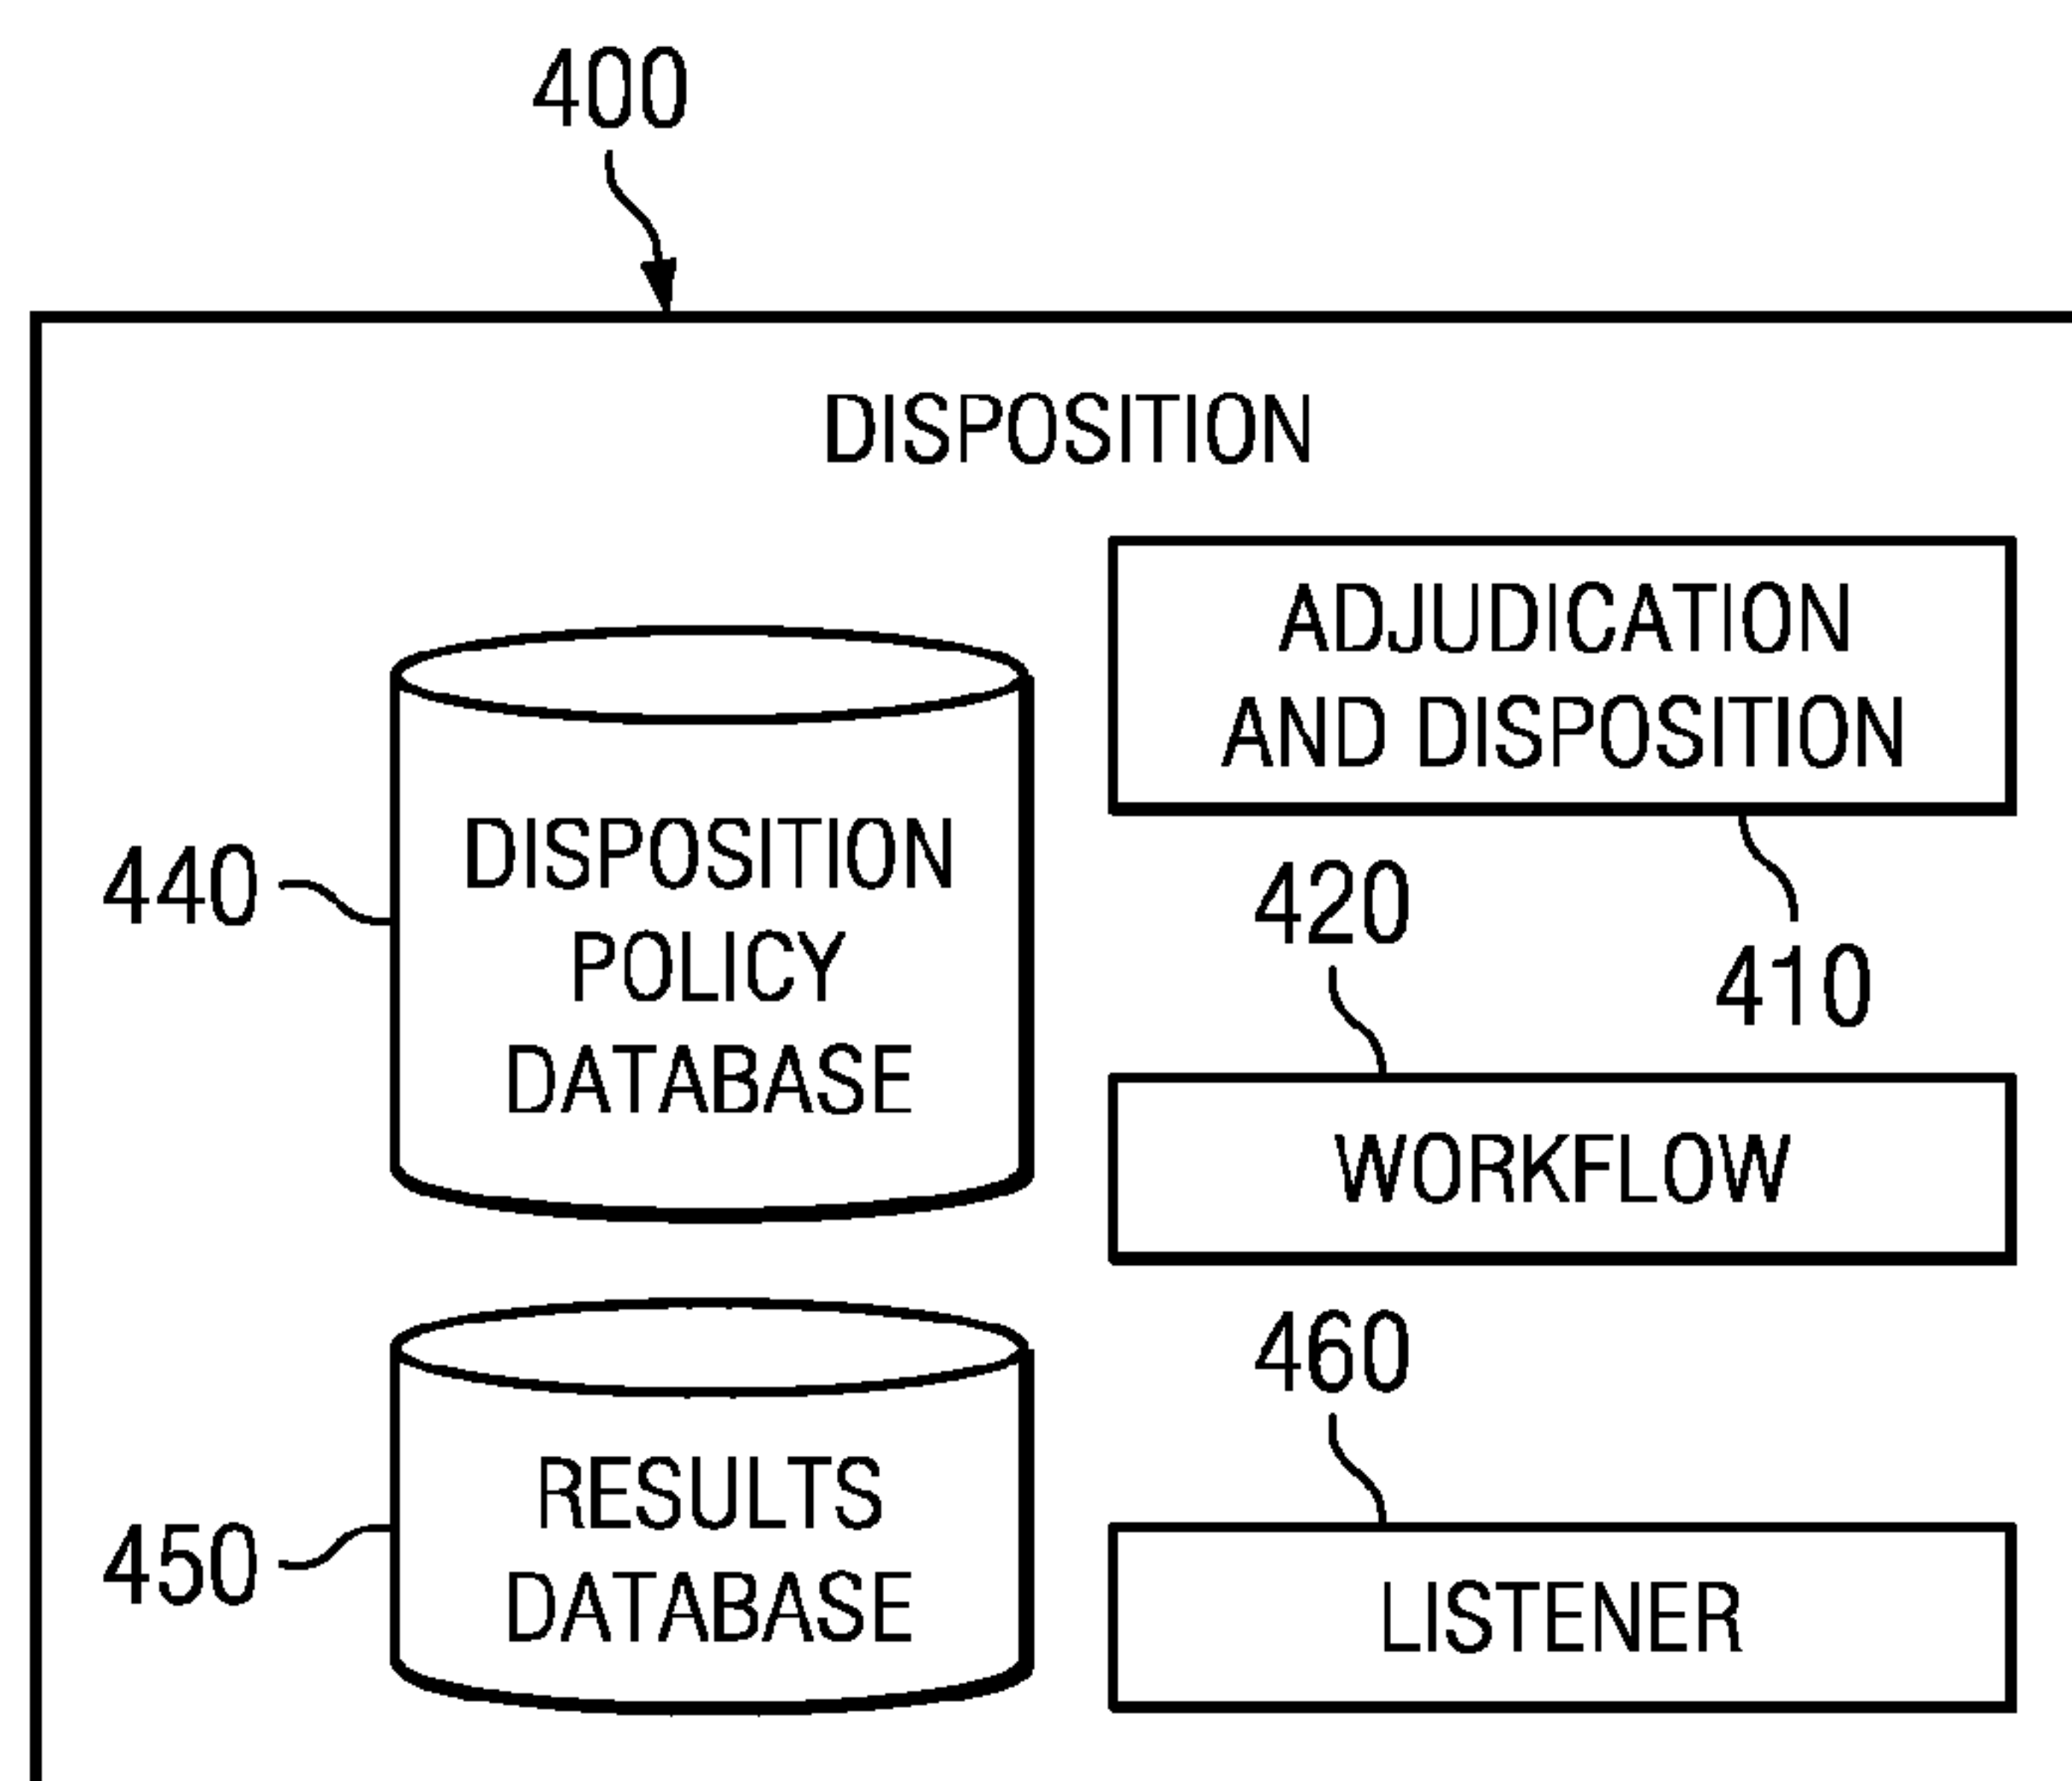 400
DISPOSITION
ADJUDICATION
AND DISPOSITION
410
440
DISPOSITION
POLICY
DATABASE
420
WORKFLOW
450
RESULTS
DATABASE
460
LISTENER